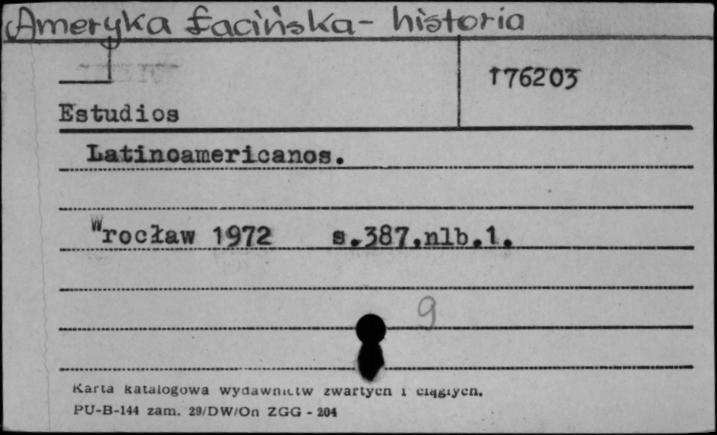 Ameryka Łacińska - historia
176203
Estudios
Latinoamericanos.
Wrocław 1972 s.387,nlb.1.
9
Karta katalogowa wydawnictw zwartych i ciągłych.
PU-B-144 zam. 29/DW/On ZGG - 204